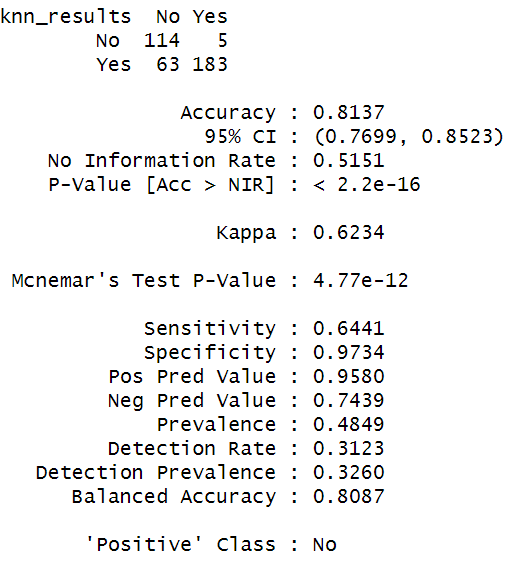 knn_results No Yes
No 114 5
Yes 63 183
Accuracy : 0.8137
95% CI : (0.7699, 0.8523)
No Information Rate : 0.5151
P-Value [Acc > NIR] : < 2.2e-16
Kappa : 0.6234
Mcnemar's Test P-Value : 4.77e-12
Sensitivity : 0.6441
Specificity : 0.9734
Pos Pred Value : 0.9580
Neg Pred Value : 0.7439
Prevalence : 0.4849
Detection Rate : 0.3123
Detection Prevalence : 0.3260
Balanced Accuracy : 0.8087
'Positive' Class : No